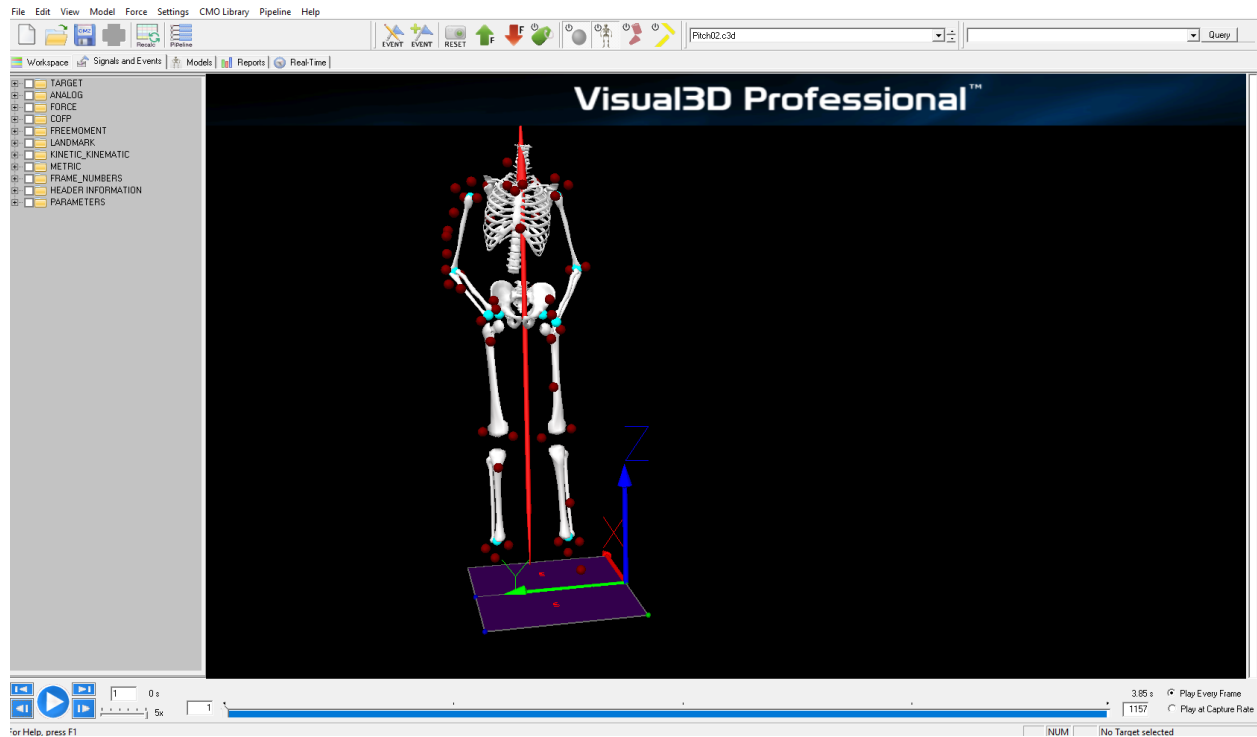 File Edit View Model Force Settings CMO Library Pipeline Help
CMZ Recalc Pipeline EVENT EVENT RESET F F Pitch02.c3d Query
Workspace Signals and Events Models Reports Real-Time
Visual3D Professional™
TARGET
ANALOG
FORCE
COFP
FREEMOMENT
LANDMARK
KINETIC_KINEMATIC
METRIC
FRAME_NUMBERS
HEADER INFORMATION
PARAMETERS
Z
X
Y
1 0 s
5x 1
3.85 s Play Every Frame
1157 Play at Capture Rate
For Help, press F1 NUM No Target selected